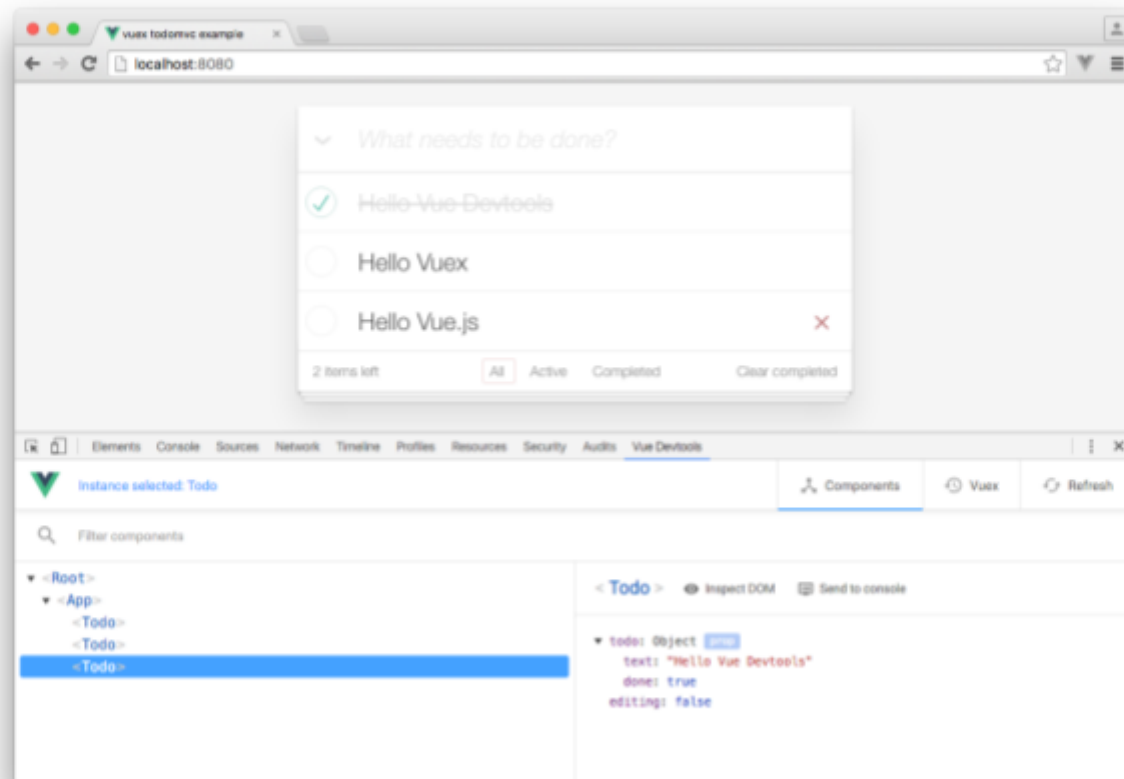 vuex todomvc example
localhost:8080
What needs to be done?
Hello Vue Devtools
Hello Vuex
Hello Vue.js
2 items left All Active Completed Clear completed
Elements Console Sources Network Timeline Profiles Resources Security Audits Vue Devtools
Instance selected: Todo Components Vuex Refresh
Filter components
<Root>
<App>
<Todo>
<Todo>
<Todo>
<Todo> Inspect DOM Send to console
todo: Object prop
text: "Hello Vue Devtools"
done: true
editing: false